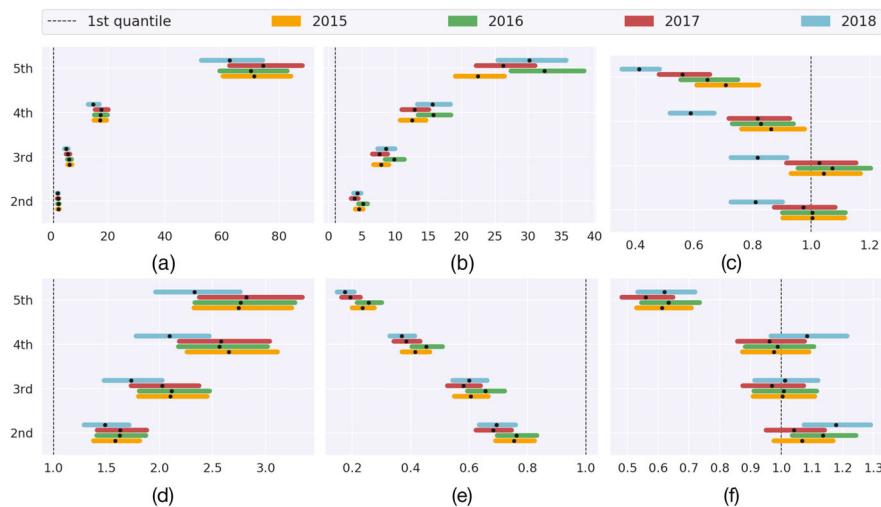 1st quantile 2015 2016 2017 2018
5th
4th
3rd
2nd
0 20 40 60 80
0 5 10 15 20 25 30 35 40
0.4 0.6 0.8 1.0 1.2
(a) (b) (c)
5th
4th
3rd
2nd
1.0 1.5 2.0 2.5 3.0
0.2 0.4 0.6 0.8 1.0
0.5 0.6 0.7 0.8 0.9 1.0 1.1 1.2 1.3
(d) (e) (f)